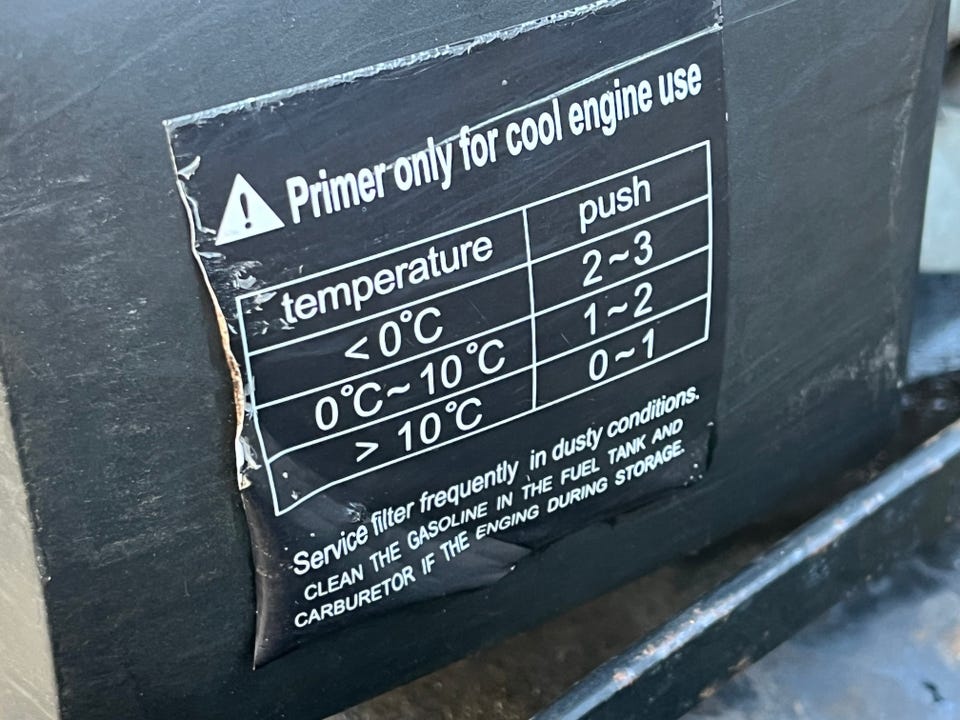 Primer only for cool engine use
temperature push
< 0°C 2~3
0°C~10°C 1~2
> 10°C 0~1
Service filter frequently in dusty conditions.
CLEAN THE GASOLINE IN THE FUEL TANK AND
CARBURETOR IF THE ENGING DURING STORAGE.